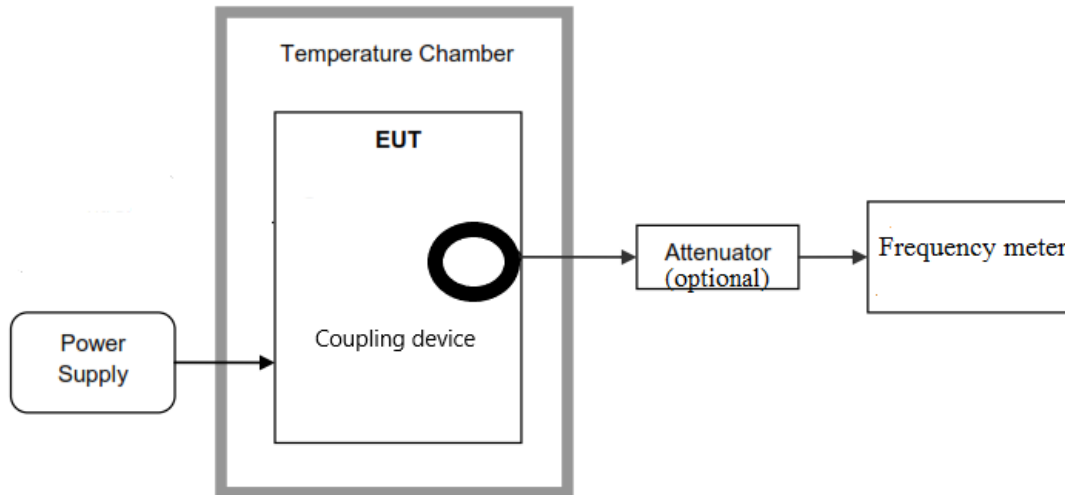 Temperature Chamber
EUT
Coupling device
Power
Supply
Attenuator
(optional)
Frequency meter